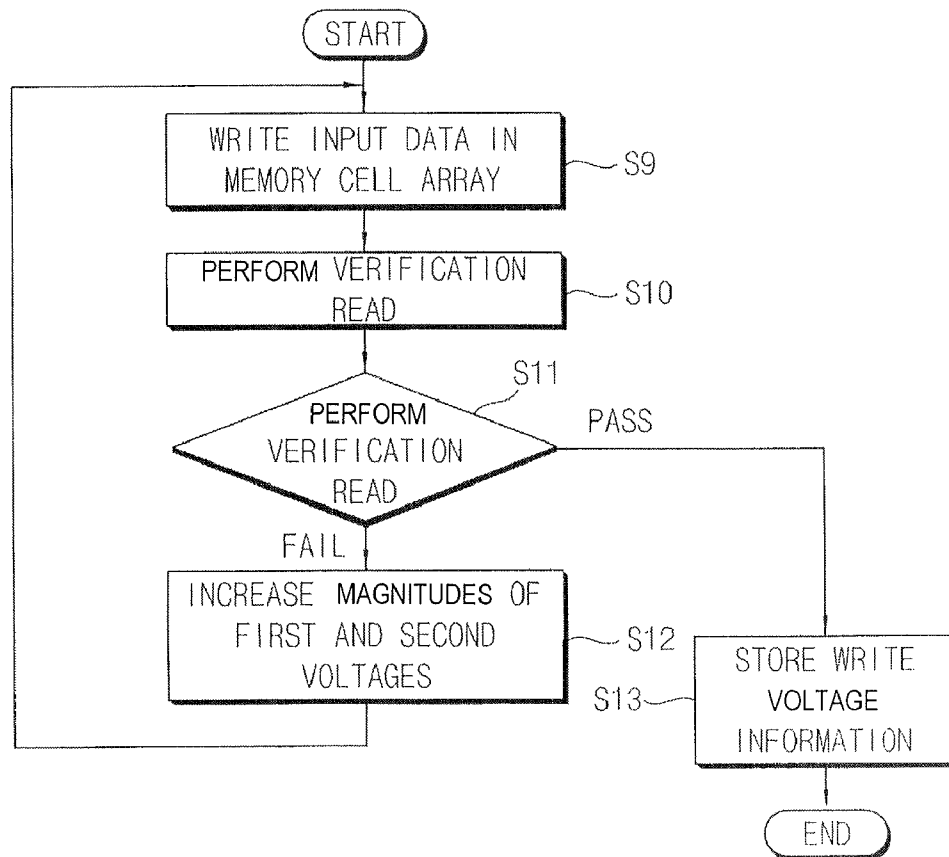 START
WRITE INPUT DATA IN
MEMORY CELL ARRAY
S9
PERFORM VERIFICATION
READ
S10
S11
PERFORM
VERIFICATION
READ
PASS
FAIL
INCREASE MAGNITUDES OF
FIRST AND SECOND
VOLTAGES
S12
STORE WRITE
VOLTAGE
INFORMATION
S13
END